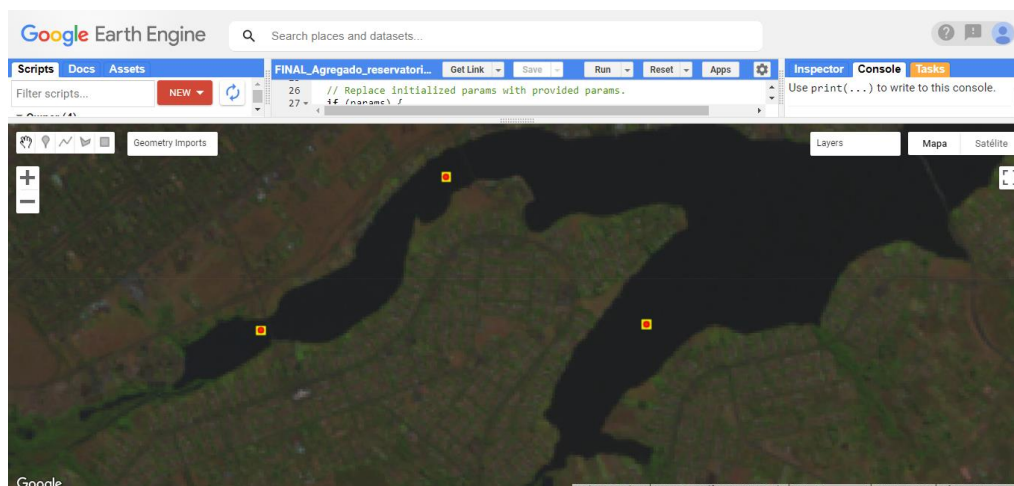 Google Earth Engine
Search places and datasets...
Scripts Docs Assets
Filter scripts...
NEW
FINAL_Agregado_reservatori...
Get Link
Save
Run
Reset
Apps
26 // Replace initialized params with provided params.
27 if (params) {
Inspector Console Tasks
Use print(...) to write to this console.
Geometry Imports
Layers
Mapa
Satélite
Google